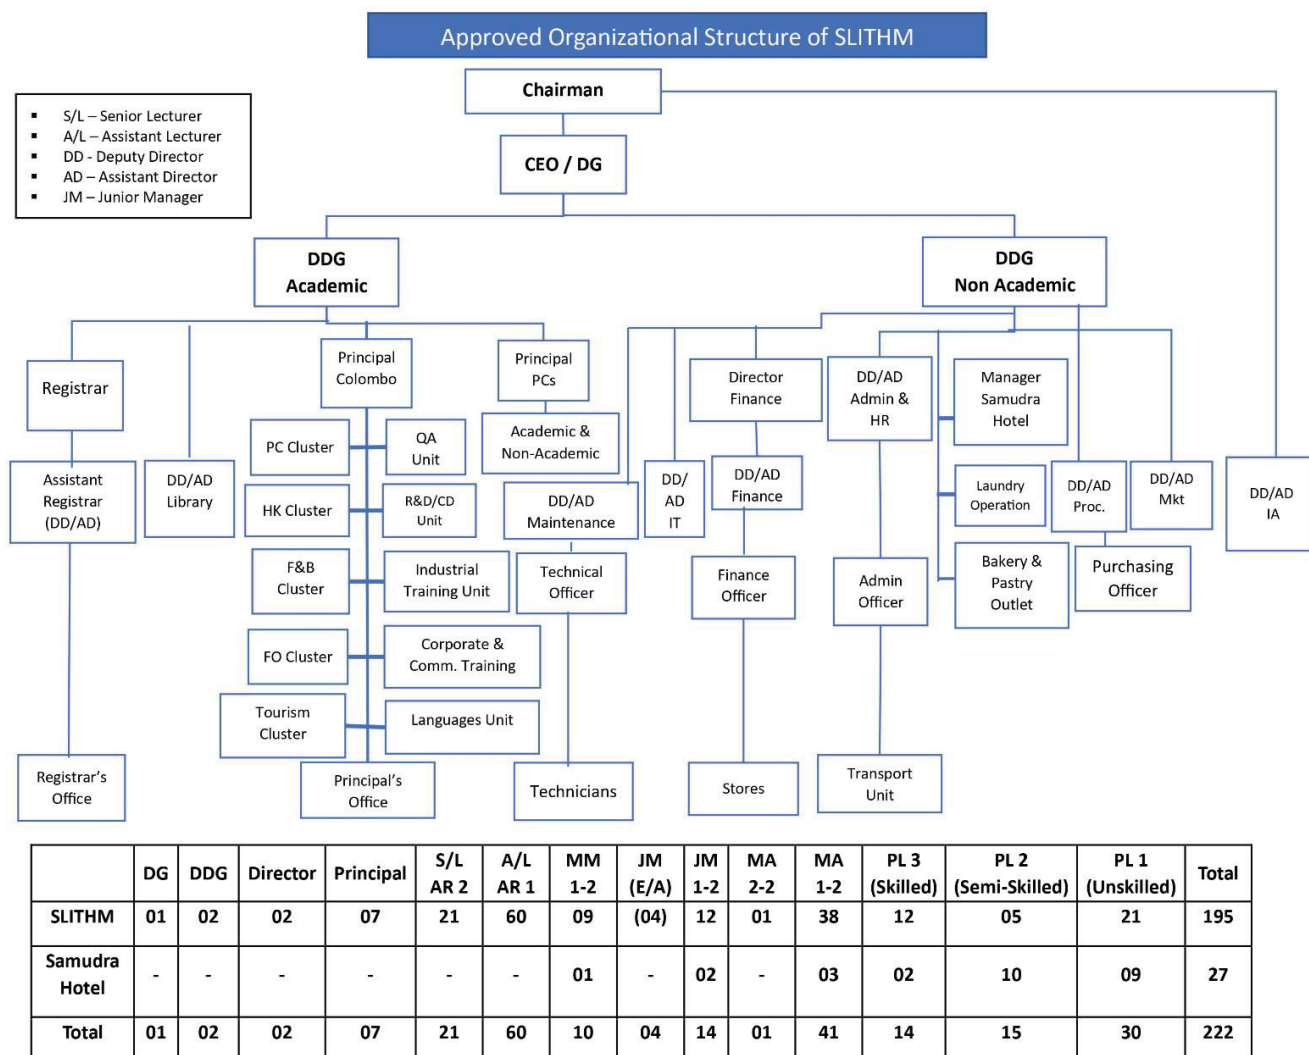 Approved Organizational Structure of SLITHM
▪ S/L – Senior Lecturer
▪ A/L – Assistant Lecturer
▪ DD - Deputy Director
▪ AD – Assistant Director
▪ JM – Junior Manager
Chairman
CEO / DG
DDG
Academic
DDG
Non Academic
Registrar
Assistant
Registrar
(DD/AD)
Registrar's
Office
DD/AD
Library
Principal
Colombo
PC Cluster
QA
Unit
HK Cluster
R&D/CD
Unit
F&B
Cluster
Industrial
Training Unit
FO Cluster
Corporate &
Comm. Training
Tourism
Cluster
Languages Unit
Principal's
Office
Principal
PCs
Academic &
Non-Academic
DD/AD
Maintenance
Technical
Officer
Technicians
DD/
AD
IT
Director
Finance
DD/AD
Finance
Finance
Officer
Stores
DD/AD
Admin &
HR
Admin
Officer
Transport
Unit
Manager
Samudra
Hotel
Laundry
Operation
Bakery &
Pastry
Outlet
DD/AD
Proc.
Purchasing
Officer
DD/AD
Mkt
DD/AD
IA
DG DDG Director Principal S/L AR 2 A/L AR 1 MM 1-2 JM (E/A) JM 1-2 MA 2-2 MA 1-2 PL 3 (Skilled) PL 2 (Semi-Skilled) PL 1 (Unskilled) Total
SLITHM 01 02 02 07 21 60 09 (04) 12 01 38 12 05 21 195
Samudra Hotel - - - - - - 01 - 02 - 03 02 10 09 27
Total 01 02 02 07 21 60 10 04 14 01 41 14 15 30 222